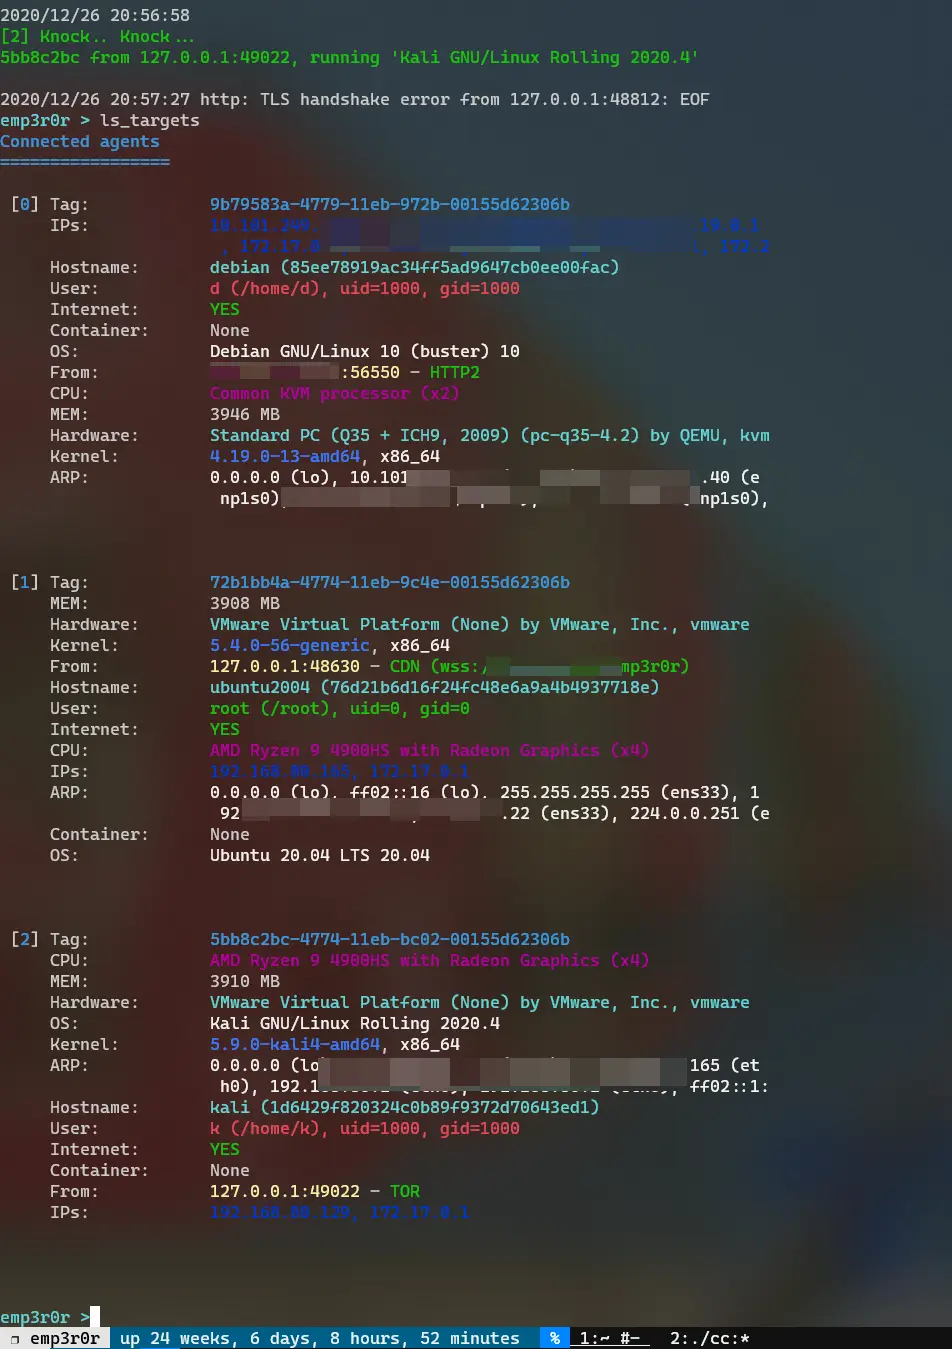 2020/12/26 20:56:58
[2] Knock.. Knock...
5bb8c2bc from 127.0.0.1:49022, running 'Kali GNU/Linux Rolling 2020.4'
2020/12/26 20:57:27 http: TLS handshake error from 127.0.0.1:48812: EOF
emp3r0r > ls_targets
Connected agents
=================
[0] Tag: 9b79583a-4779-11eb-972b-00155d62306b
IPs: 10.101.249. .19.0.1
, 172.17.0 , 172.2
Hostname: debian (85ee78919ac34ff5ad9647cb0ee00fac)
User: d (/home/d), uid=1000, gid=1000
Internet: YES
Container: None
OS: Debian GNU/Linux 10 (buster) 10
From: :56550 - HTTP2
CPU: Common KVM processor (x2)
MEM: 3946 MB
Hardware: Standard PC (Q35 + ICH9, 2009) (pc-q35-4.2) by QEMU, kvm
Kernel: 4.19.0-13-amd64, x86_64
ARP: 0.0.0.0 (lo), 10.101 .40 (e
np1s0) np1s0),
[1] Tag: 72b1bb4a-4774-11eb-9c4e-00155d62306b
MEM: 3908 MB
Hardware: VMware Virtual Platform (None) by VMware, Inc., vmware
Kernel: 5.4.0-56-generic, x86_64
From: 127.0.0.1:48630 - CDN (wss:/ mp3r0r)
Hostname: ubuntu2004 (76d21b6d16f24fc48e6a9a4b4937718e)
User: root (/root), uid=0, gid=0
Internet: YES
CPU: AMD Ryzen 9 4900HS with Radeon Graphics (x4)
IPs: 192.168.80.165, 172.17.0.1
ARP: 0.0.0.0 (lo), ff02::16 (lo), 255.255.255.255 (ens33), 1
92 .22 (ens33), 224.0.0.251 (e
Container: None
OS: Ubuntu 20.04 LTS 20.04
[2] Tag: 5bb8c2bc-4774-11eb-bc02-00155d62306b
CPU: AMD Ryzen 9 4900HS with Radeon Graphics (x4)
MEM: 3910 MB
Hardware: VMware Virtual Platform (None) by VMware, Inc., vmware
OS: Kali GNU/Linux Rolling 2020.4
Kernel: 5.9.0-kali4-amd64, x86_64
ARP: 0.0.0.0 (lo 165 (et
h0), 192.1 ff02::1:
Hostname: kali (1d6429f820324c0b89f9372d70643ed1)
User: k (/home/k), uid=1000, gid=1000
Internet: YES
Container: None
From: 127.0.0.1:49022 - TOR
IPs: 192.168.80.129, 172.17.0.1
emp3r0r >
❐ emp3r0r up 24 weeks, 6 days, 8 hours, 52 minutes % 1:~ #- 2:./cc:*